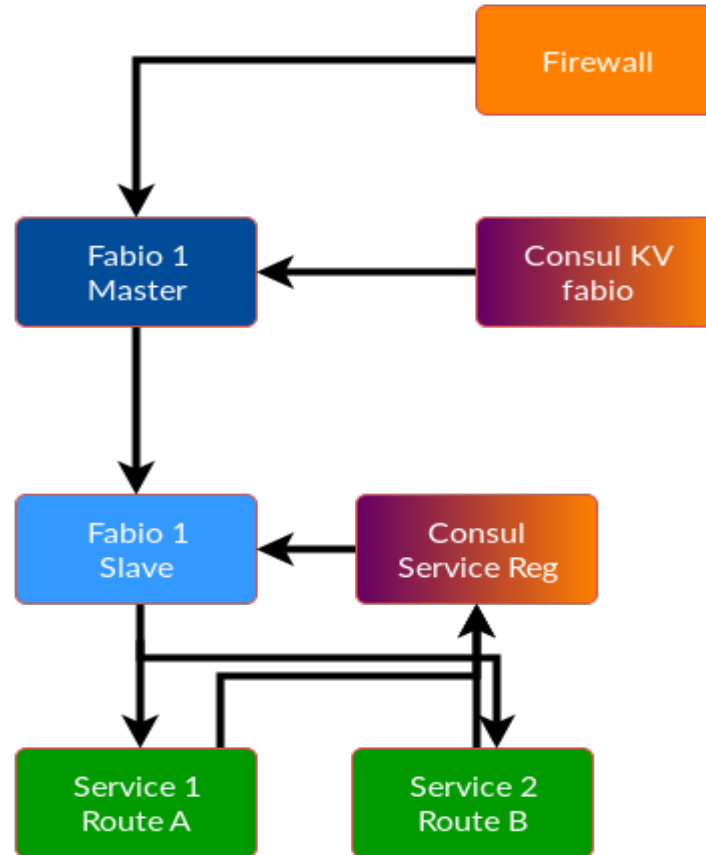 Firewall
Fabio 1
Master
Consul KV
fabio
Fabio 1
Slave
Consul
Service Reg
Service 1
Route A
Service 2
Route B